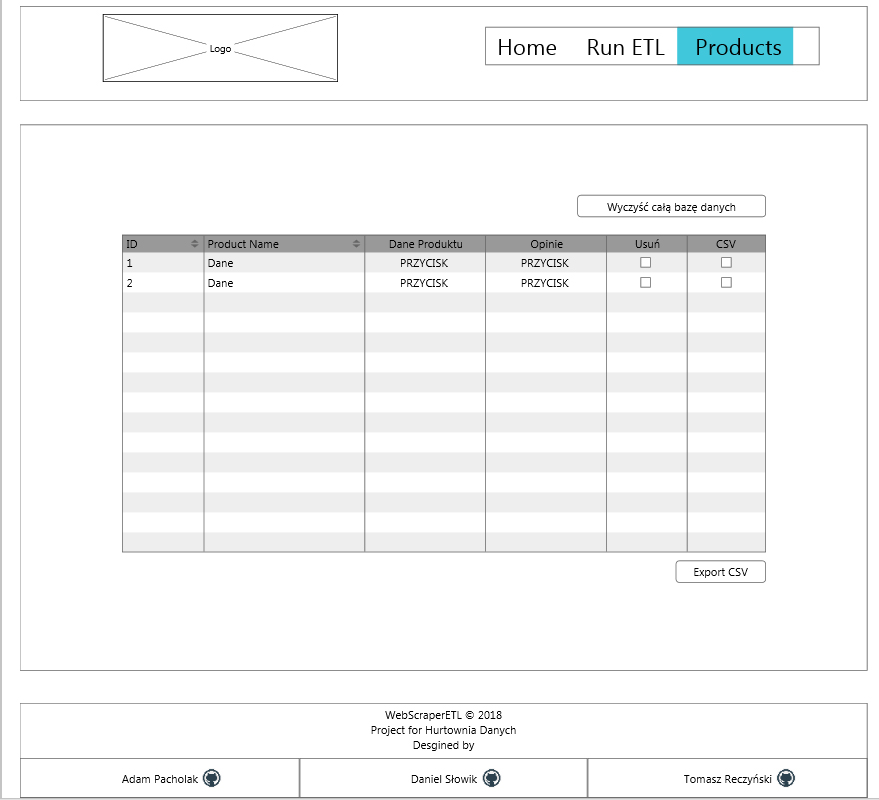 Logo
Home Run ETL Products
Wyczyść całą bazę danych
ID Product Name Dane Produktu Opinie Usuń CSV
1 Dane PRZYCISK PRZYCISK
2 Dane PRZYCISK PRZYCISK
Export CSV
WebScraperETL © 2018
Project for Hurtownia Danych
Desgined by
Adam Pacholak Daniel Słowik Tomasz Reczyński